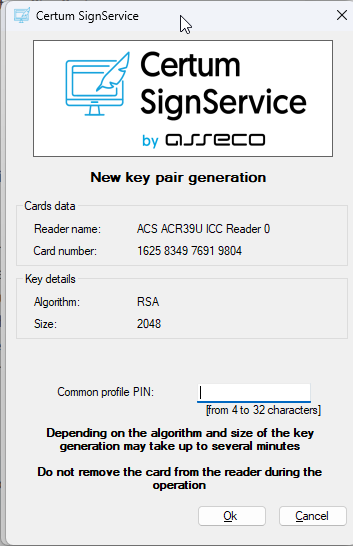 Certum SignService
Certum
SignService
by asseco
New key pair generation
Cards data
Reader name: ACS ACR39U ICC Reader 0
Card number: 1625 8349 7691 9804
Key details
Algorithm: RSA
Size: 2048
Common profile PIN:
[from 4 to 32 characters]
Depending on the algorithm and size of the key
generation may take up to several minutes
Do not remove the card from the reader during the
operation
Ok Cancel